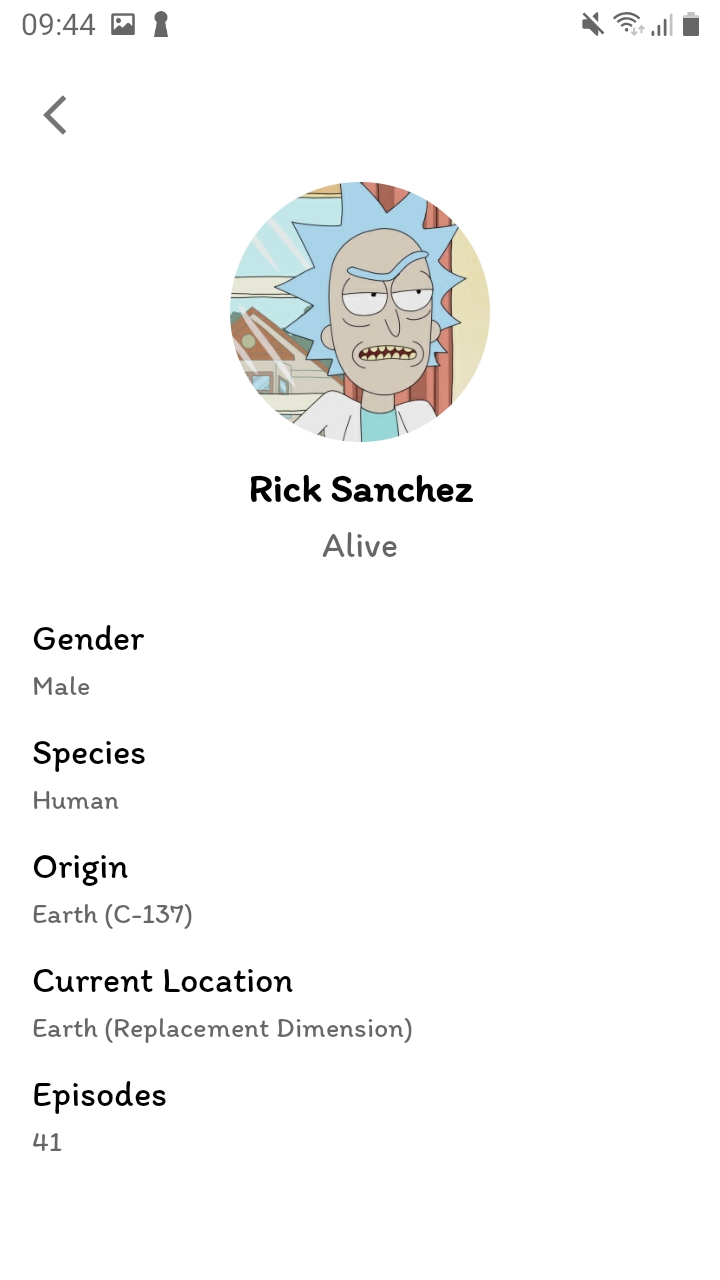 09:44
Rick Sanchez
Alive
Gender
Male
Species
Human
Origin
Earth (C-137)
Current Location
Earth (Replacement Dimension)
Episodes
41